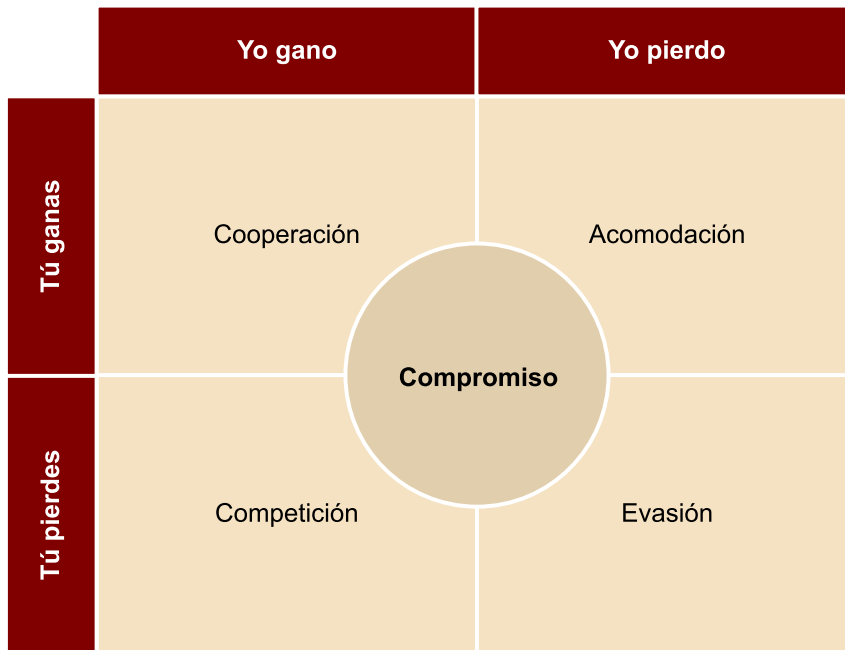 Yo gano
Yo pierdo
Tú ganas
Cooperación
Acomodación
Compromiso
Tú pierdes
Competición
Evasión